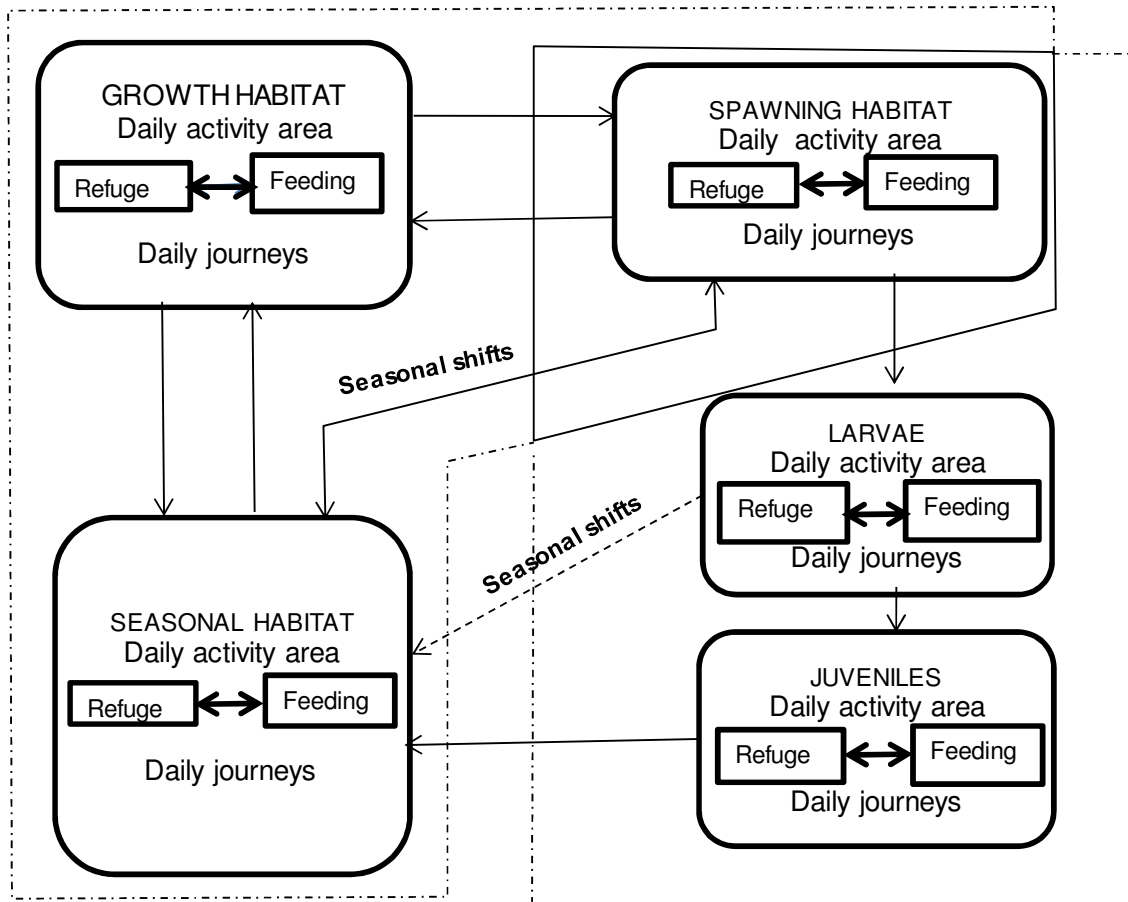 GROWTH HABITAT
Daily activity area
Refuge
Feeding
Daily journeys
SPAWNING HABITAT
Daily activity area
Refuge
Feeding
Daily journeys
Seasonal shifts
LARVAE
Daily activity area
Refuge
Feeding
Daily journeys
Seasonal shifts
SEASONAL HABITAT
Daily activity area
Refuge
Feeding
Daily journeys
JUVENILES
Daily activity area
Refuge
Feeding
Daily journeys